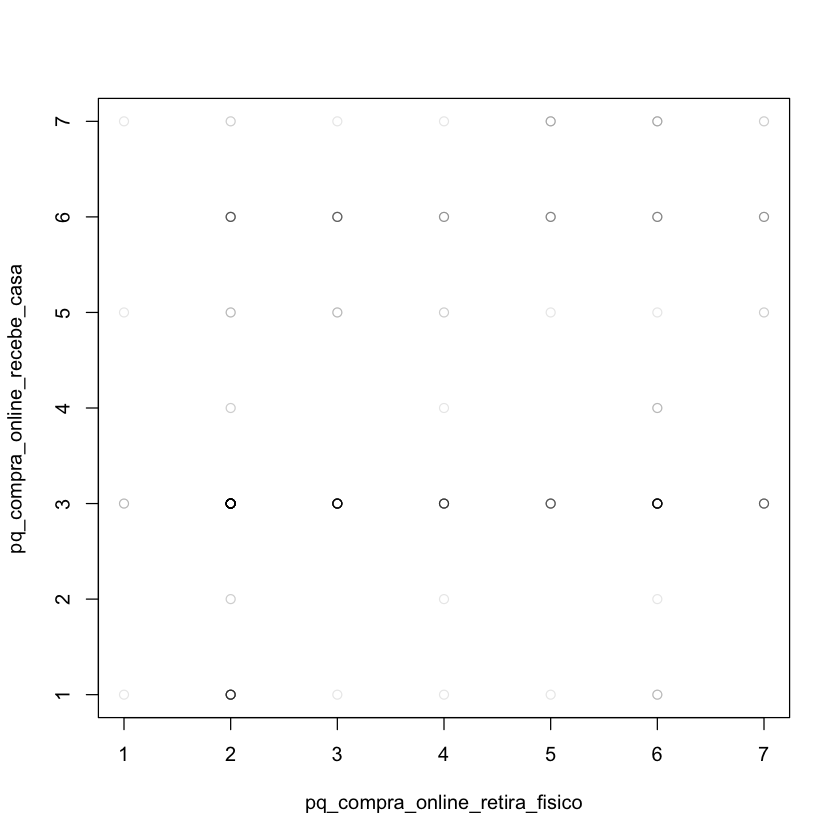 7
6
5
4
3
2
1
pq_compra_online_recebe_casa
1 2 3 4 5 6 7
pq_compra_online_retira_fisico